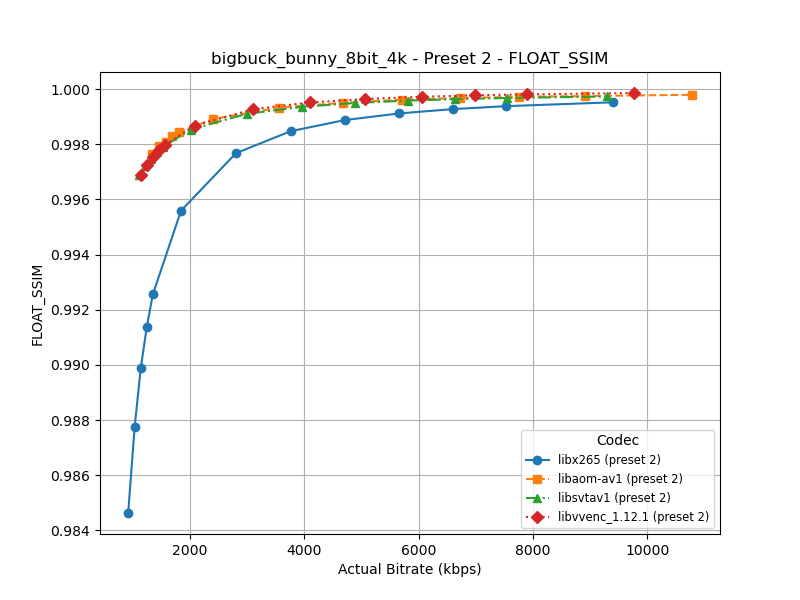 bigbuck_bunny_8bit_4k - Preset 2 - FLOAT_SSIM
1.000
0.998
0.996
0.994
0.992
0.990
0.988
0.986
0.984
FLOAT_SSIM
2000
4000
6000
8000
10000
Actual Bitrate (kbps)
Codec
libx265 (preset 2)
libaom-av1 (preset 2)
libsvtav1 (preset 2)
libvvenc_1.12.1 (preset 2)